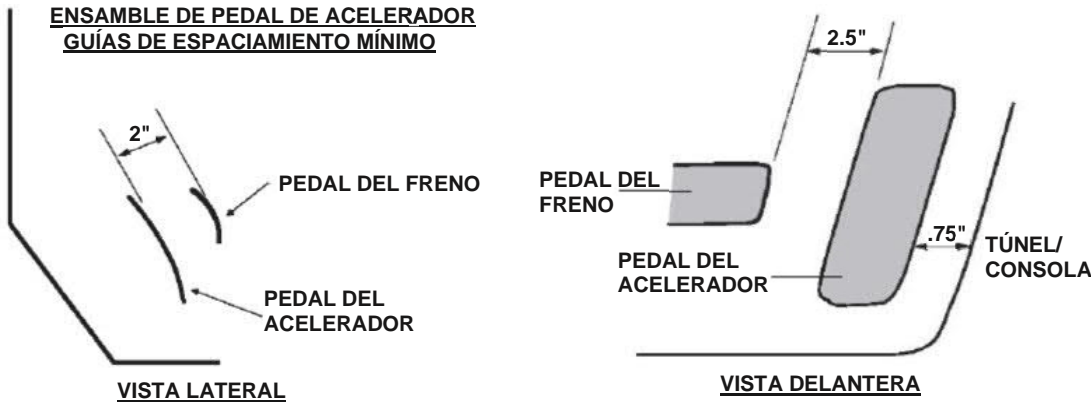 ENSAMBLE DE PEDAL DE ACELERADOR
GUÍAS DE ESPACIAMIENTO MÍNIMO
2"
PEDAL DEL FRENO
PEDAL DEL
ACELERADOR
VISTA LATERAL
2.5"
PEDAL DEL
FRENO
PEDAL DEL
ACELERADOR
.75"
TÚNEL/
CONSOLA
VISTA DELANTERA